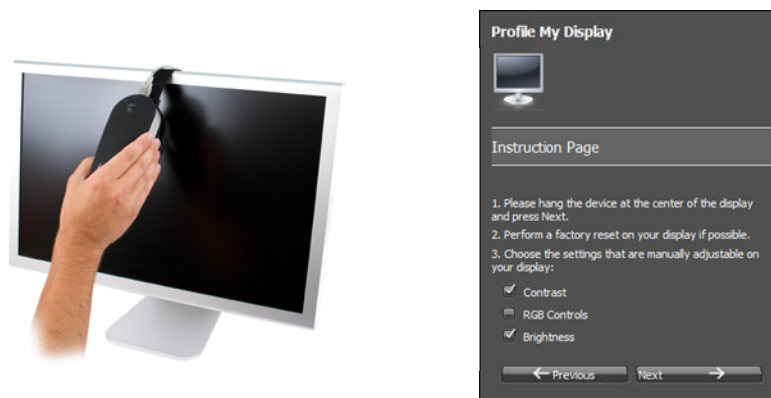 Profile My Display
Instruction Page
1. Please hang the device at the center of the display
and press Next.
2. Perform a factory reset on your display if possible.
3. Choose the settings that are manually adjustable on
your display:
Contrast
RGB Controls
Brightness
Previous
Next